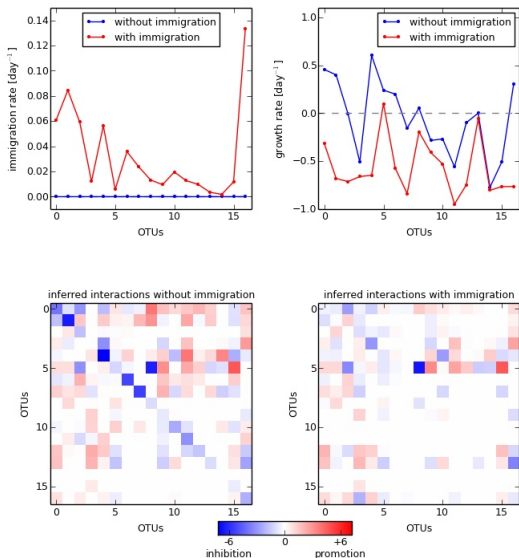 without immigration
with immigration
immigration rate [day⁻¹]
0.14
0.12
0.10
0.08
0.06
0.04
0.02
0.00
0 5 10 15
OTUs
without immigration
with immigration
growth rate [day⁻¹]
1.0
0.5
0.0
−0.5
−1.0
0 5 10 15
OTUs
inferred interactions without immigration
OTUs
0
5
10
15
0 5 10 15
OTUs
inferred interactions with immigration
OTUs
0
5
10
15
0 5 10 15
OTUs
-6 0 +6
inhibition promotion